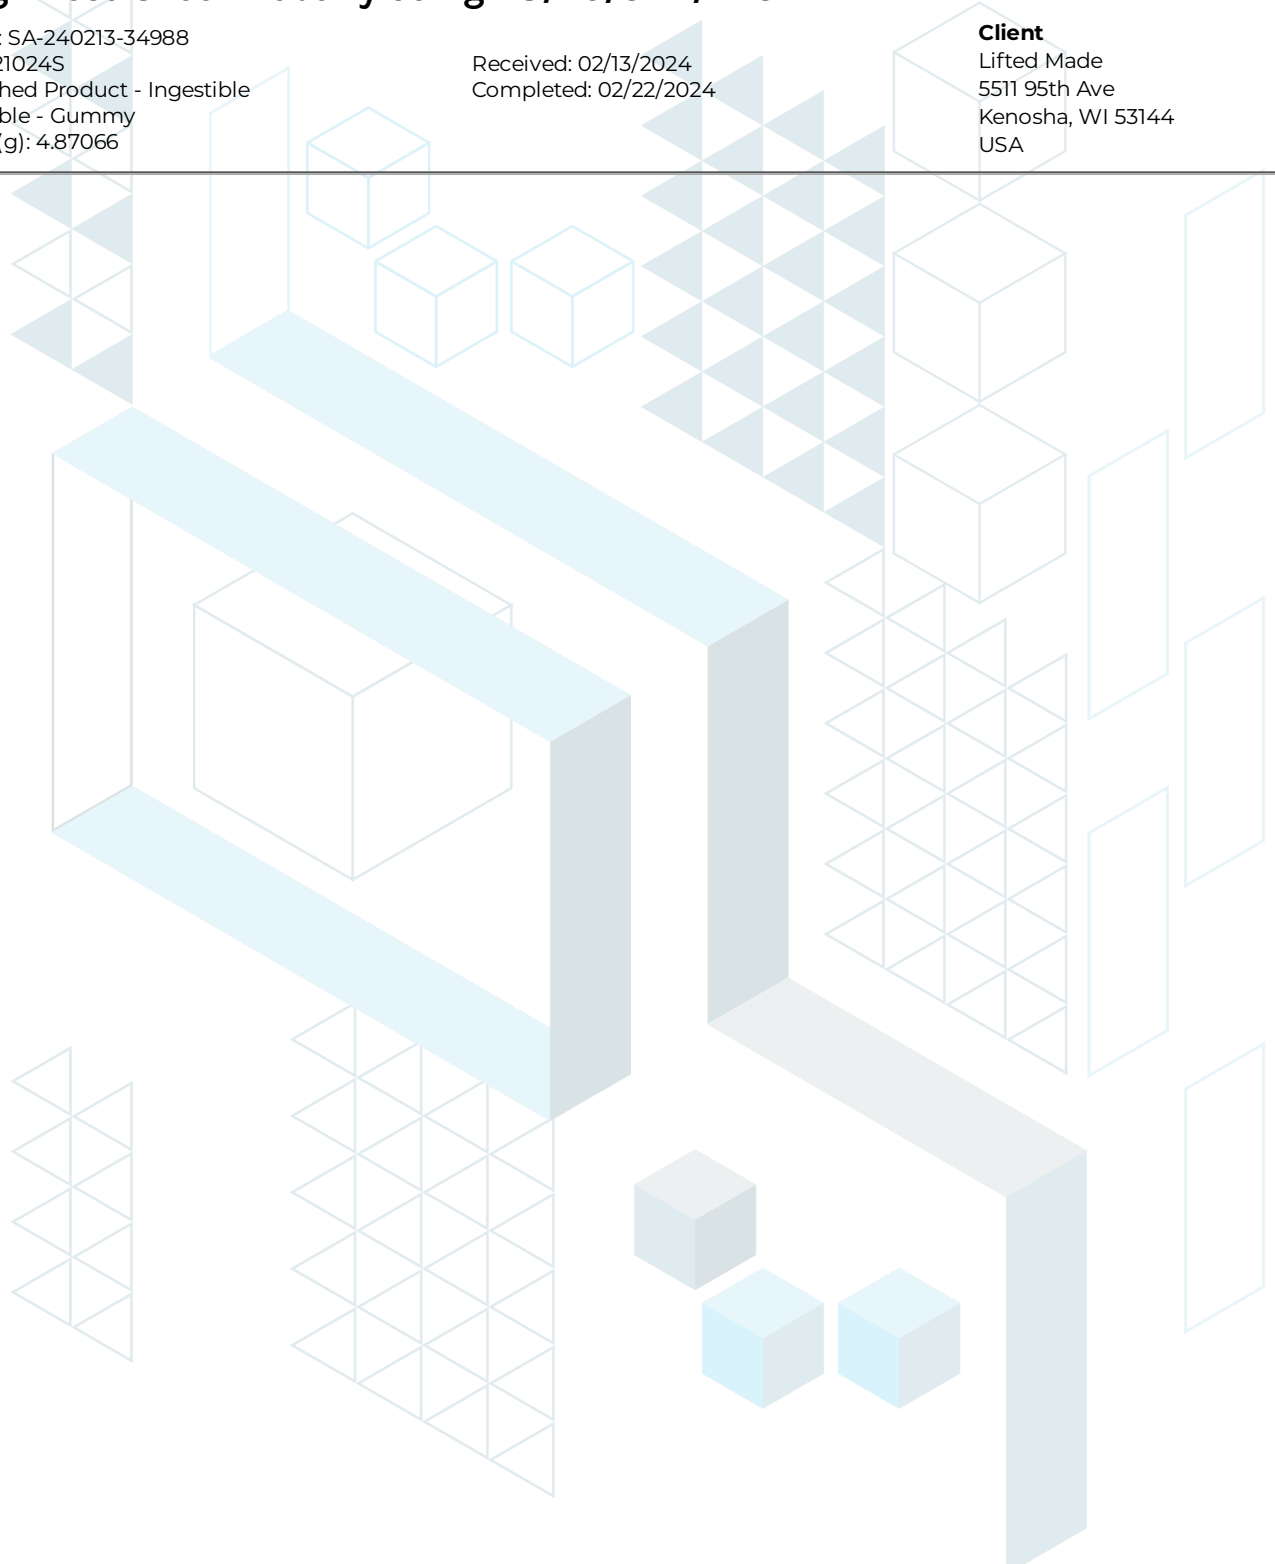 : SA-240213-34988
21024S
hed Product - Ingestible
ble - Gummy
(g): 4.87066
Received: 02/13/2024
Completed: 02/22/2024
Client
Lifted Made
5511 95th Ave
Kenosha, WI 53144
USA